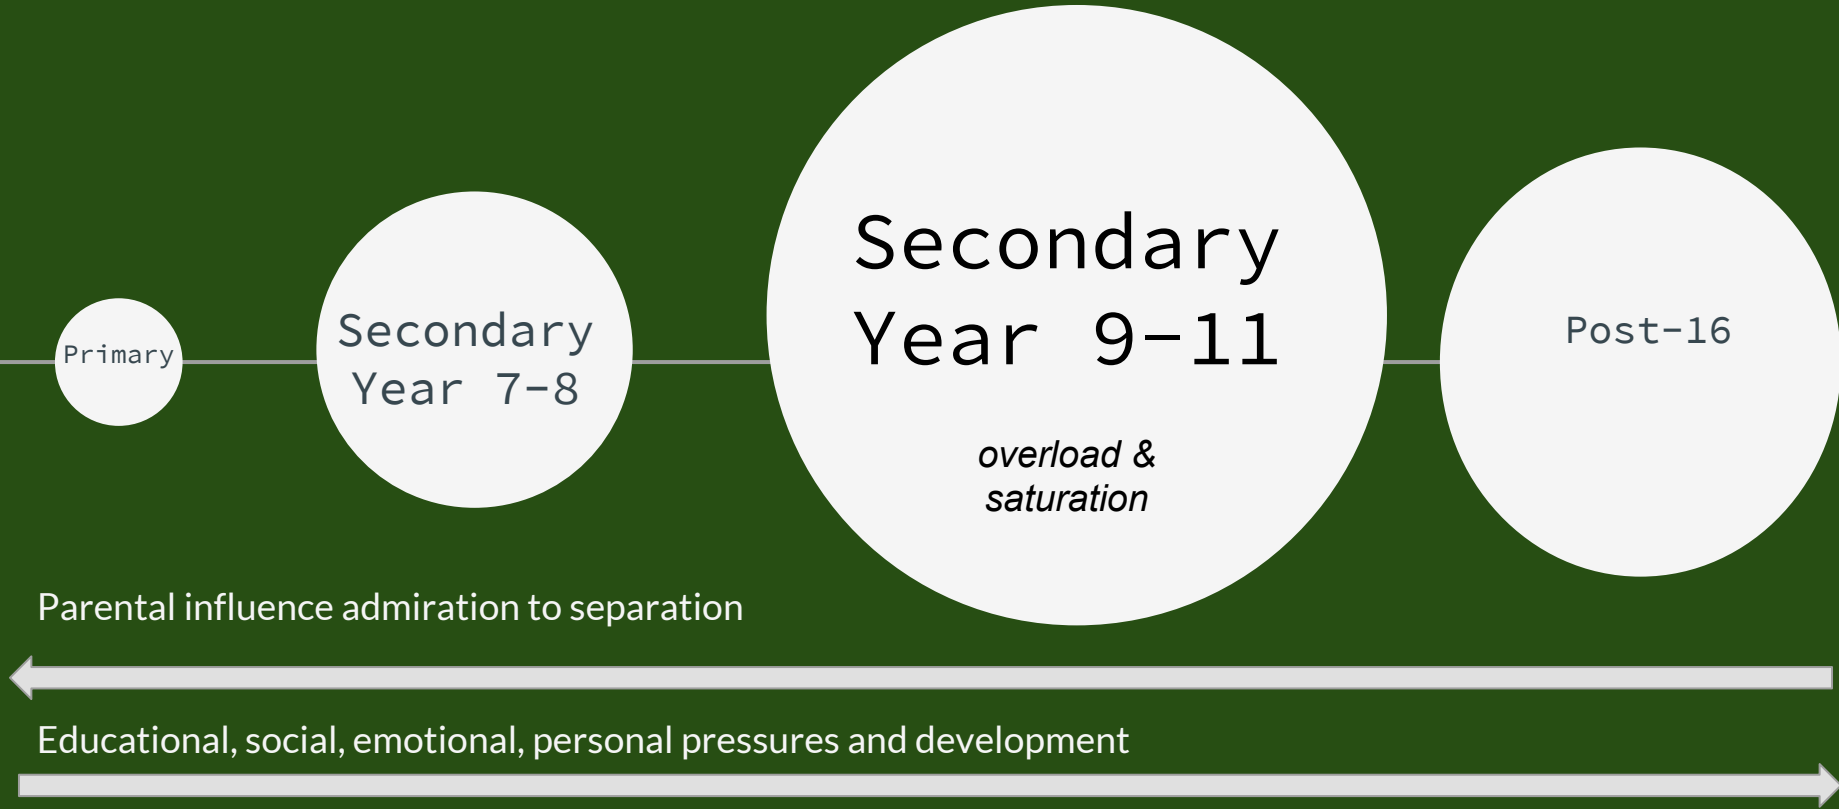 Primary
Secondary
Year 7-8
Secondary
Year 9-11
overload &
saturation
Post-16
Parental influence admiration to separation
Educational, social, emotional, personal pressures and development